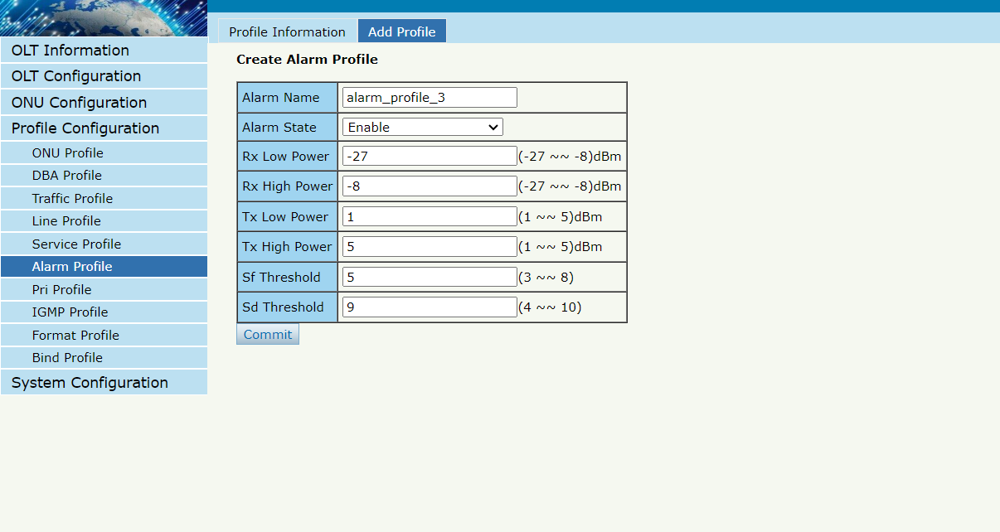 Profile Information
Add Profile
OLT Information
OLT Configuration
ONU Configuration
Profile Configuration
ONU Profile
DBA Profile
Traffic Profile
Line Profile
Service Profile
Alarm Profile
Pri Profile
IGMP Profile
Format Profile
Bind Profile
System Configuration
Create Alarm Profile
Alarm Name alarm_profile_3
Alarm State Enable
Rx Low Power -27 (-27 ~~ -8)dBm
Rx High Power -8 (-27 ~~ -8)dBm
Tx Low Power 1 (1 ~~ 5)dBm
Tx High Power 5 (1 ~~ 5)dBm
Sf Threshold 5 (3 ~~ 8)
Sd Threshold 9 (4 ~~ 10)
Commit